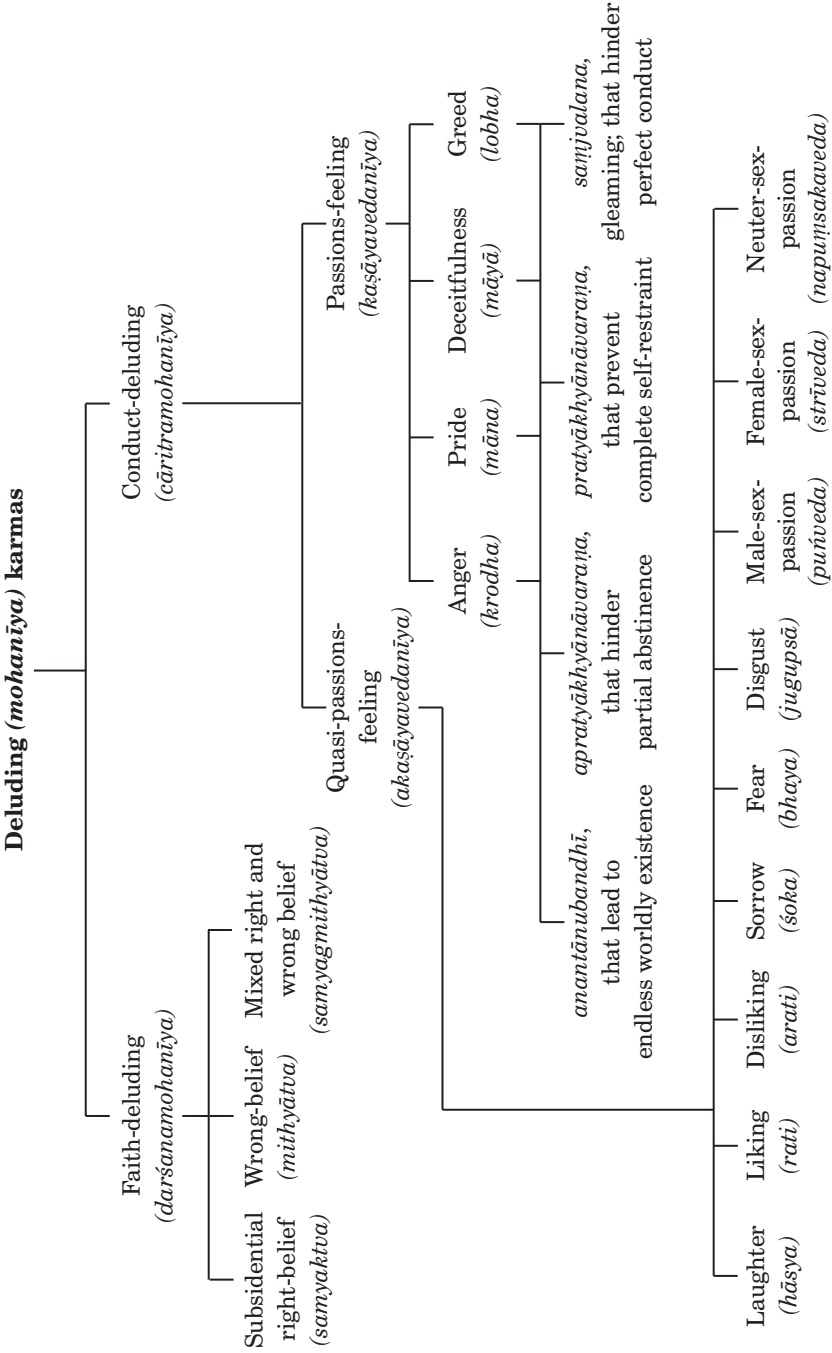 Deluding (mohanīya) karmas
Faith-deluding
(darśanamohanīya)
Conduct-deluding
(cāritramohanīya)
Subsidential
right-belief
(samyaktva)
Wrong-belief
(mithyātva)
Mixed right and
wrong belief
(samyagmithyātva)
Quasi-passions-
feeling
(akaṣāyavedanīya)
Passions-feeling
(kaṣāyavedanīya)
Anger
(krodha)
Pride
(māna)
Deceitfulness
(māyā)
Greed
(lobha)
anantānubandhī,
that lead to
endless worldly existence
apratyākhyānāvaraṇa,
that hinder
partial abstinence
pratyākhyānāvaraṇa,
that prevent
complete self-restraint
saṃjvalana,
gleaming; that hinder
perfect conduct
Laughter
(hāsya)
Liking
(rati)
Disliking
(arati)
Sorrow
(śoka)
Fear
(bhaya)
Disgust
(jugupsā)
Male-sex-
passion
(puṅveda)
Female-sex-
passion
(strīveda)
Neuter-sex-
passion
(napuṃsakaveda)